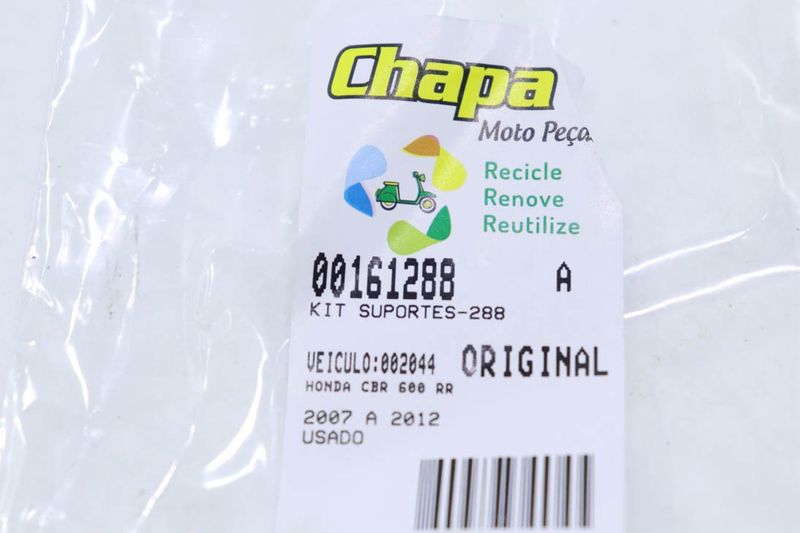 Chapa
Moto Peças
Recicle
Renove
Reutilize
00161288 A
KIT SUPORTES-288
VEICULO:002044 ORIGINAL
HONDA CBR 600 RR
2007 A 2012
USADO